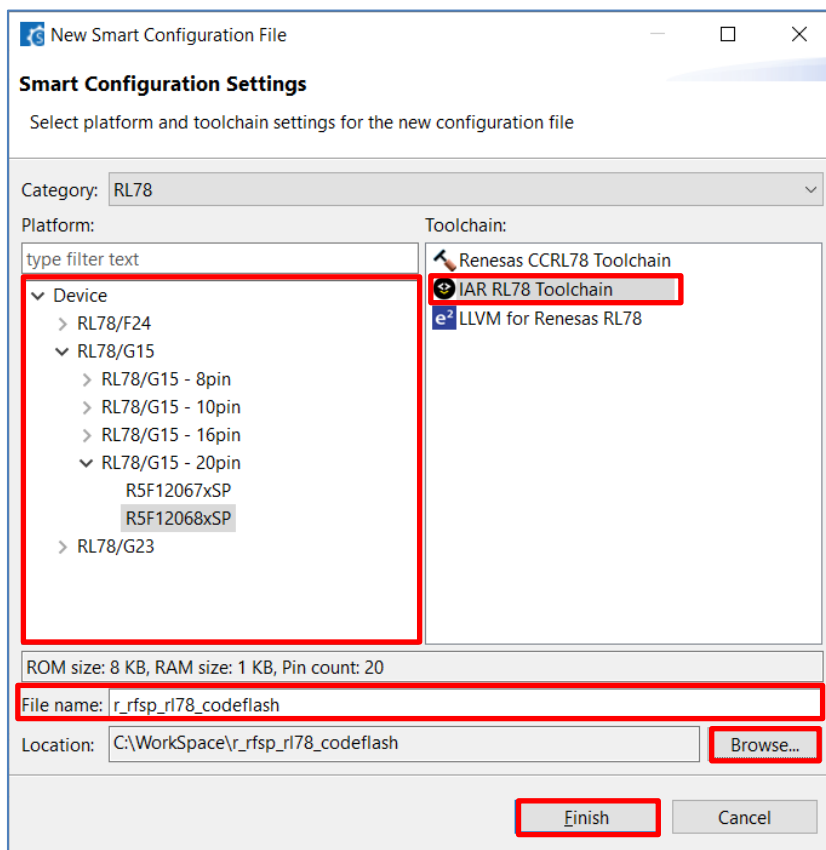 New Smart Configuration File
Smart Configuration Settings
Select platform and toolchain settings for the new configuration file
Category: RL78
Platform:
Toolchain:
type filter text
Device
RL78/F24
RL78/G15
RL78/G15 - 8pin
RL78/G15 - 10pin
RL78/G15 - 16pin
RL78/G15 - 20pin
R5F12067xSP
R5F12068xSP
RL78/G23
Renesas CCRL78 Toolchain
IAR RL78 Toolchain
e² LLVM for Renesas RL78
ROM size: 8 KB, RAM size: 1 KB, Pin count: 20
File name: r_rfsp_rl78_codeflash
Location: C:\WorkSpace\r_rfsp_rl78_codeflash
Browse...
Finish
Cancel